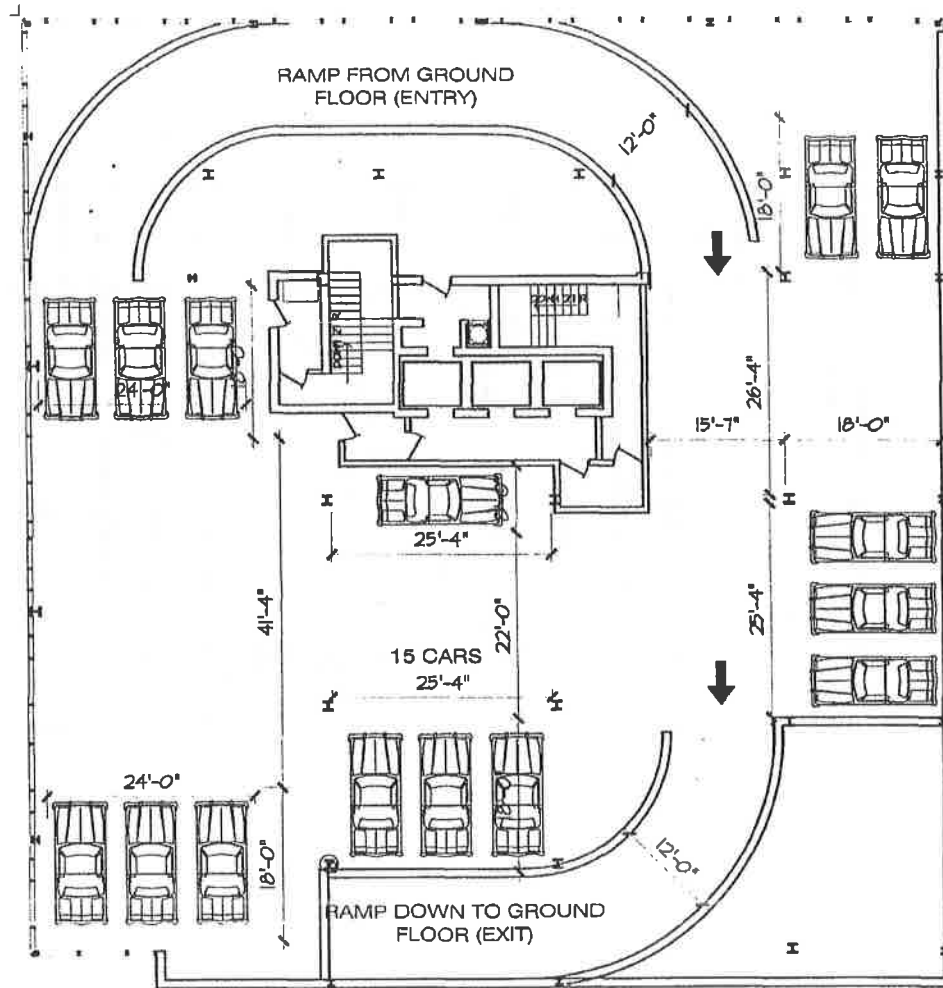 RAMP FROM GROUND
FLOOR (ENTRY)
12'-0"
18'-0"
24'-0"
26'-4"
15'-7"
18'-0"
25'-4"
41'-4"
22'-0"
25'-4"
15 CARS
25'-4"
24'-0"
18'-0"
12'-0"
RAMP DOWN TO GROUND
FLOOR (EXIT)